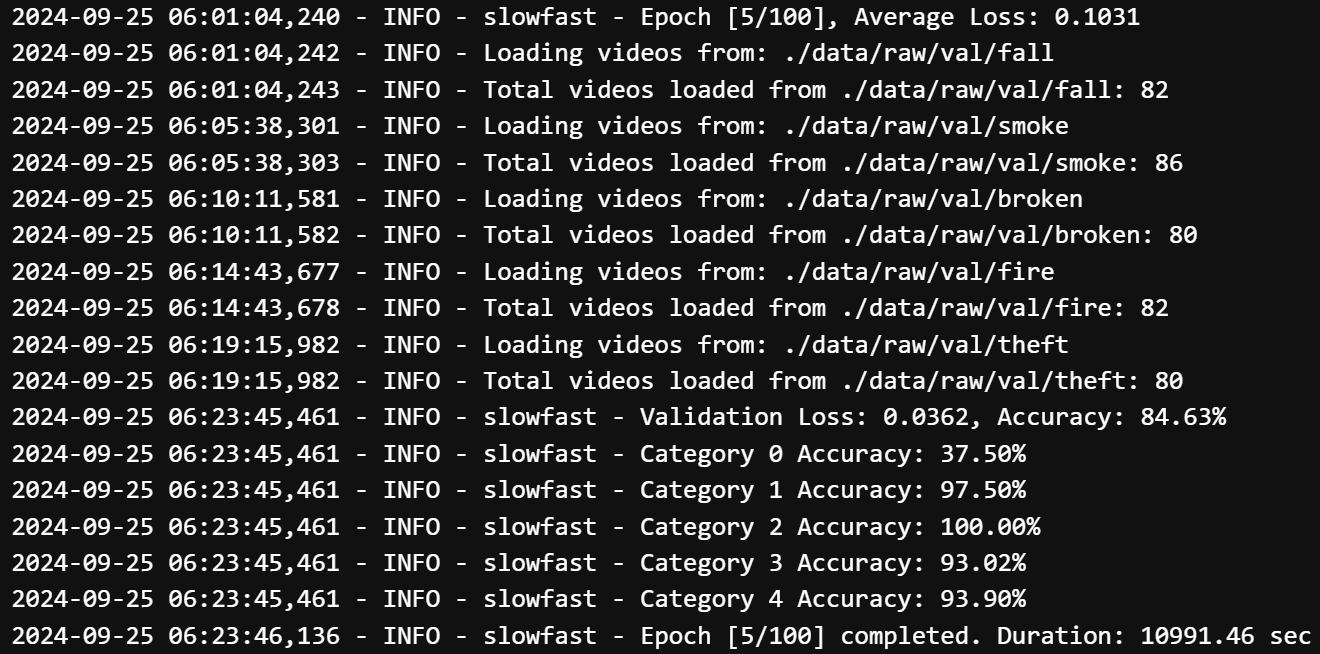 2024-09-25 06:01:04,240 - INFO - slowfast - Epoch [5/100], Average Loss: 0.1031
2024-09-25 06:01:04,242 - INFO - Loading videos from: ./data/raw/val/fall
2024-09-25 06:01:04,243 - INFO - Total videos loaded from ./data/raw/val/fall: 82
2024-09-25 06:05:38,301 - INFO - Loading videos from: ./data/raw/val/smoke
2024-09-25 06:05:38,303 - INFO - Total videos loaded from ./data/raw/val/smoke: 86
2024-09-25 06:10:11,581 - INFO - Loading videos from: ./data/raw/val/broken
2024-09-25 06:10:11,582 - INFO - Total videos loaded from ./data/raw/val/broken: 80
2024-09-25 06:14:43,677 - INFO - Loading videos from: ./data/raw/val/fire
2024-09-25 06:14:43,678 - INFO - Total videos loaded from ./data/raw/val/fire: 82
2024-09-25 06:19:15,982 - INFO - Loading videos from: ./data/raw/val/theft
2024-09-25 06:19:15,982 - INFO - Total videos loaded from ./data/raw/val/theft: 80
2024-09-25 06:23:45,461 - INFO - slowfast - Validation Loss: 0.0362, Accuracy: 84.63%
2024-09-25 06:23:45,461 - INFO - slowfast - Category 0 Accuracy: 37.50%
2024-09-25 06:23:45,461 - INFO - slowfast - Category 1 Accuracy: 97.50%
2024-09-25 06:23:45,461 - INFO - slowfast - Category 2 Accuracy: 100.00%
2024-09-25 06:23:45,461 - INFO - slowfast - Category 3 Accuracy: 93.02%
2024-09-25 06:23:45,461 - INFO - slowfast - Category 4 Accuracy: 93.90%
2024-09-25 06:23:46,136 - INFO - slowfast - Epoch [5/100] completed. Duration: 10991.46 sec